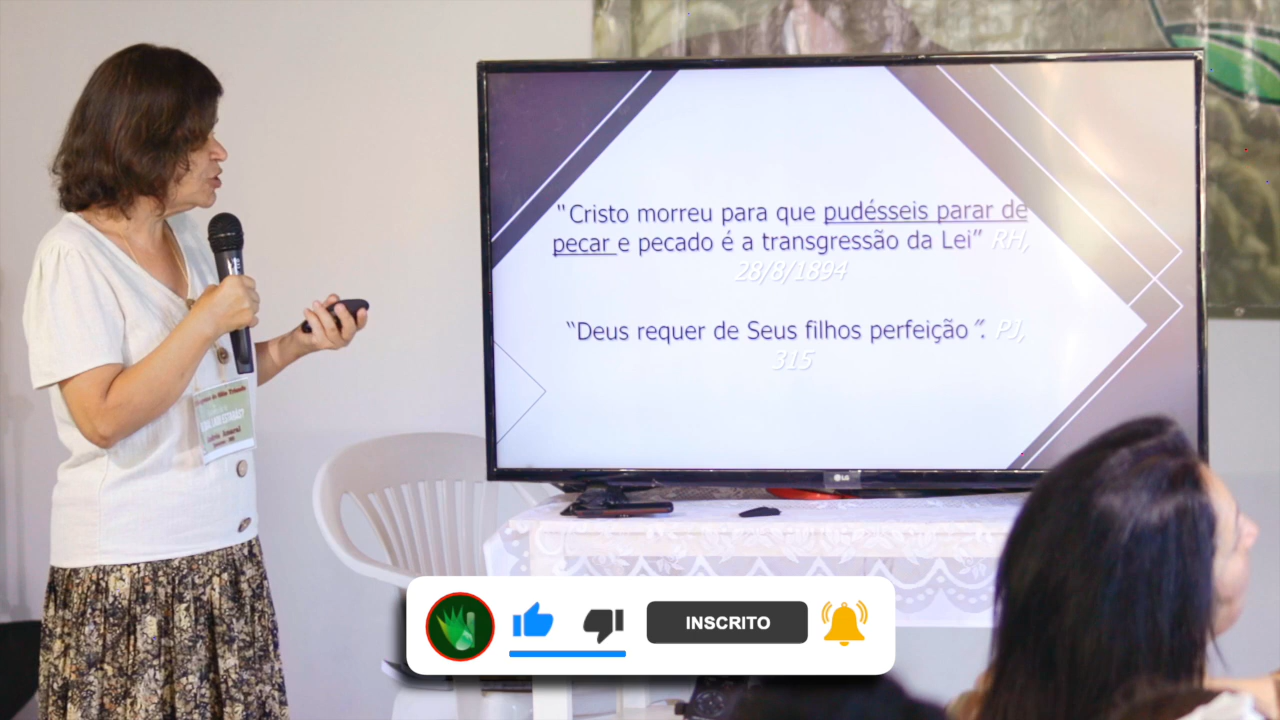 "Cristo morreu para que pudésseis parar de
pecar e pecado é a transgressão da Lei" RH,
28/8/1894
"Deus requer de Seus filhos perfeição". PJ,
315
LG
INSCRITO